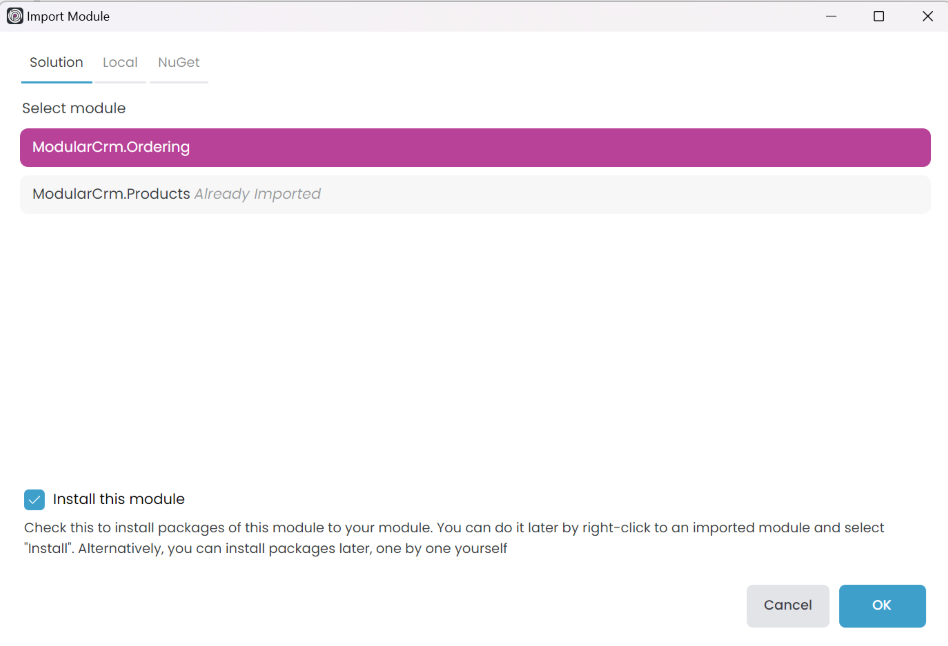 Import Module
Solution Local NuGet
Select module
ModularCrm.Ordering
ModularCrm.Products Already Imported
Install this module
Check this to install packages of this module to your module. You can do it later by right-click to an imported module and select
"Install". Alternatively, you can install packages later, one by one yourself
Cancel OK